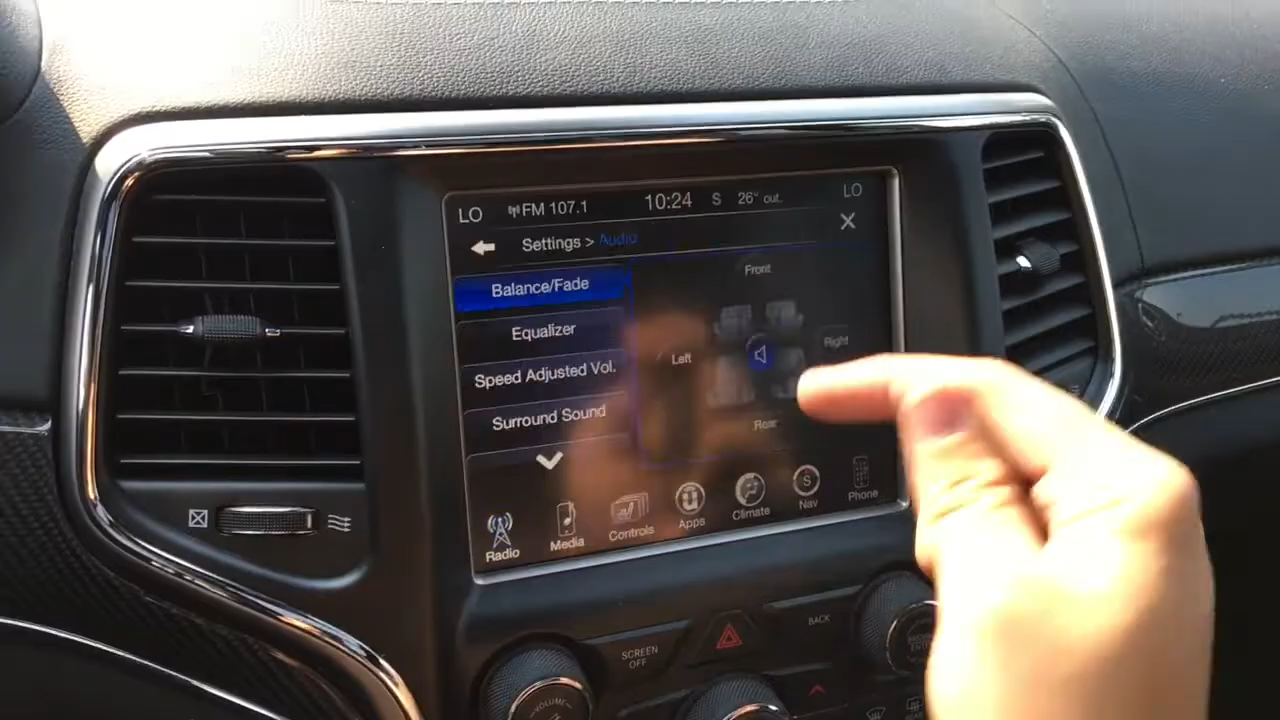 LO FM 107.1 10:24 S 26° out. LO
Settings > Audio
Balance/Fade
Equalizer
Speed Adjusted Vol.
Surround Sound
Front
Left
Right
Rear
Radio Media Controls Apps Climate Nav Phone
S
SCREEN
OFF
BACK
VOLUME